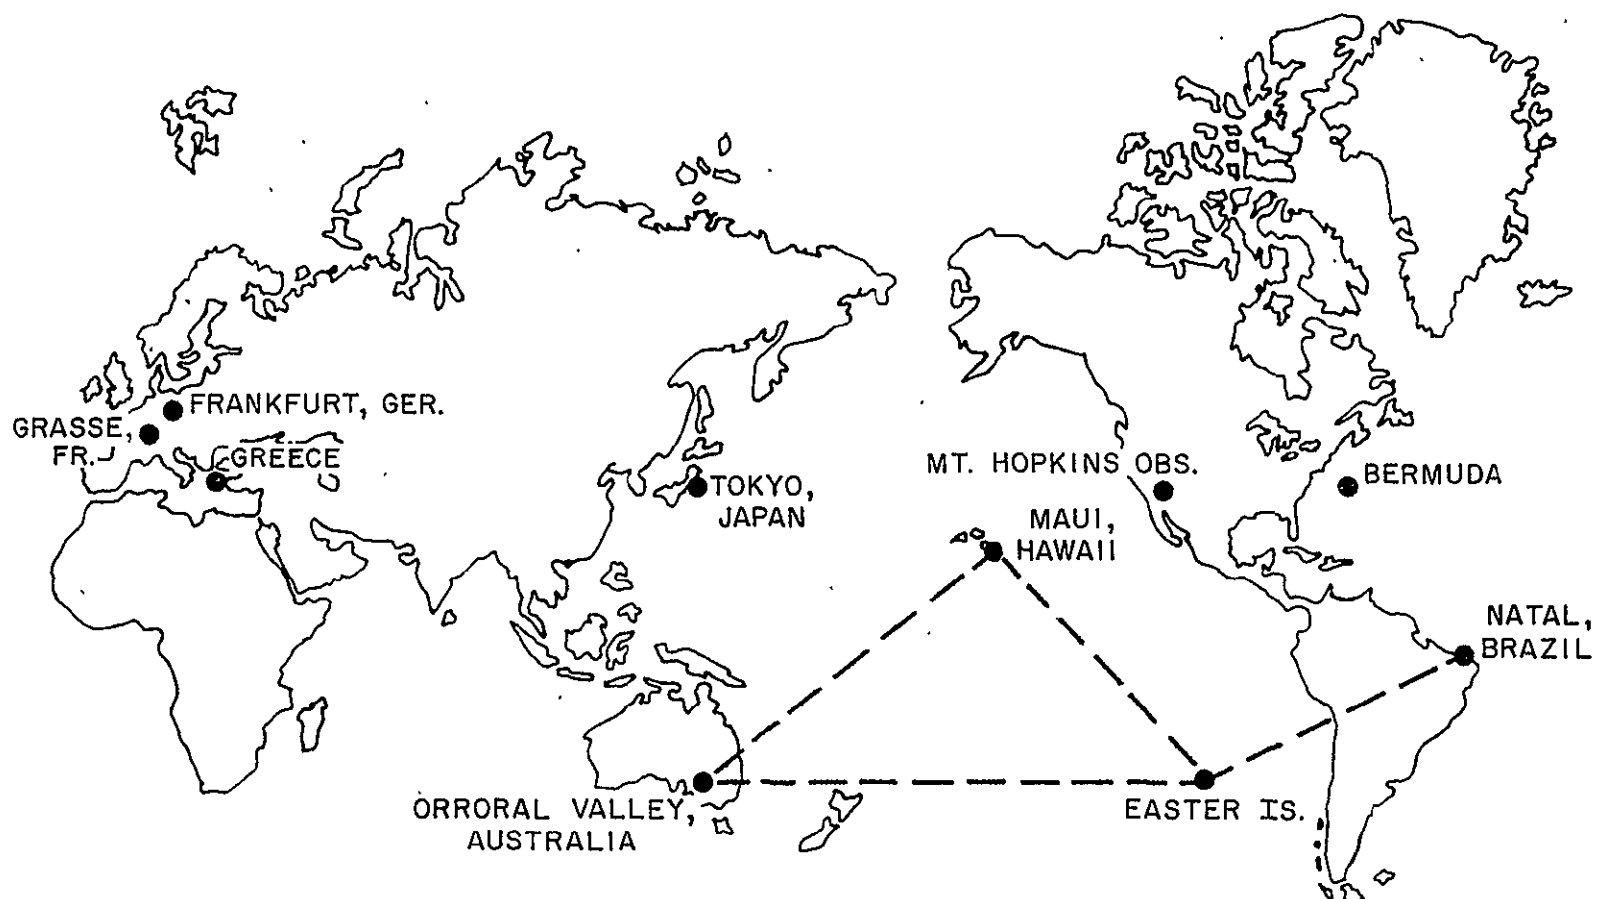 FRANKFURT, GER.
GRASSE,
FR.
GREECE
TOKYO,
JAPAN
MT. HOPKINS OBS.
BERMUDA
MAUI,
HAWAII
NATAL,
BRAZIL
ORRORAL VALLEY,
AUSTRALIA
EASTER IS.